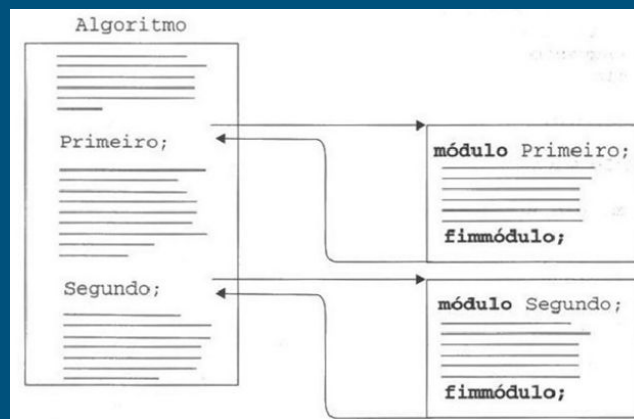 Algoritmo
Primeiro;
módulo Primeiro;
fimmódulo;
Segundo;
módulo Segundo;
fimmódulo;